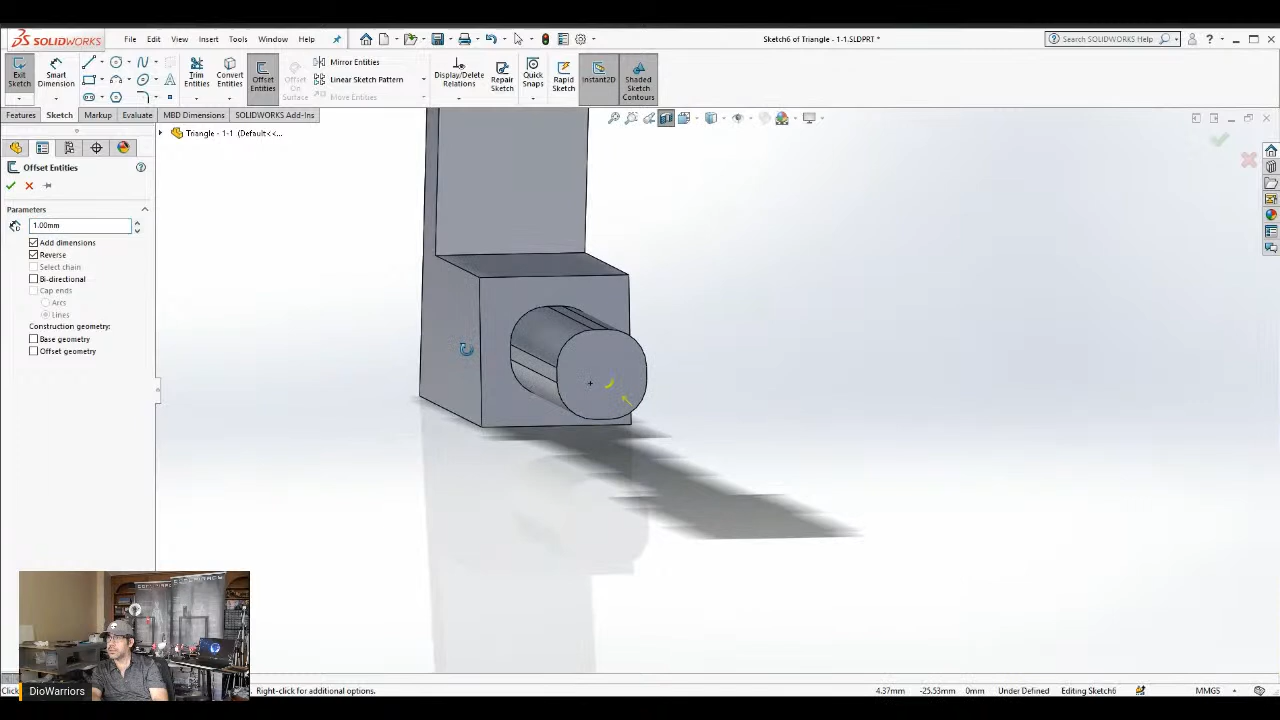 SOLIDWORKS File Edit View Insert Tools Window Help Sketch6 of Triangle - 1-1.SLDPRT * Search SOLIDWORKS Help
Exit Sketch
Smart Dimension
Trim Entities
Convert Entities
Offset Entities
Offset On Surface
Mirror Entities
Linear Sketch Pattern
Move Entities
Display/Delete Relations
Repair Sketch
Quick Snaps
Rapid Sketch
Instant2D
Shaded Sketch Contours
Features Sketch Markup Evaluate MBD Dimensions SOLIDWORKS Add-Ins
Triangle - 1-1 (Default<<...
Offset Entities
Parameters
1.00mm
Add dimensions
Reverse
Select chain
Bi-directional
Cap ends
Arcs
Lines
Construction geometry:
Base geometry
Offset geometry
DioWarriors
Right-click for additional options. 4.37mm -25.53mm 0mm Under Defined Editing Sketch6 MMGS